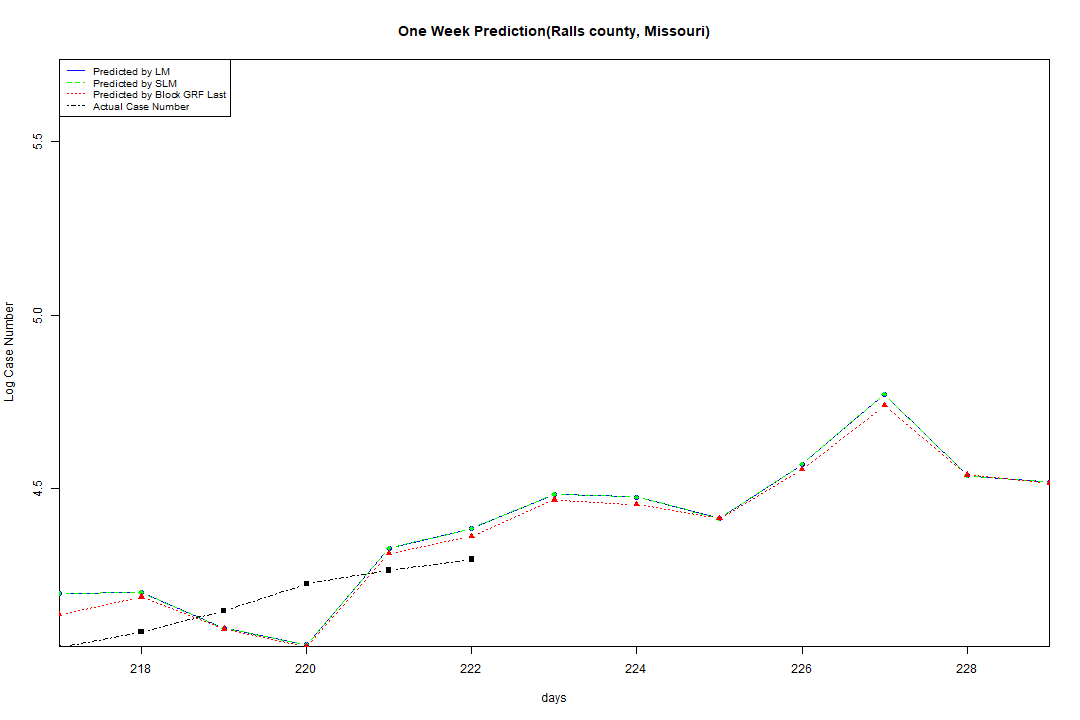 One Week Prediction(Ralls county, Missouri)
Predicted by LM
Predicted by SLM
Predicted by Block GRF Last
Actual Case Number
5.5
5.0
4.5
Log Case Number
218 220 222 224 226 228
days